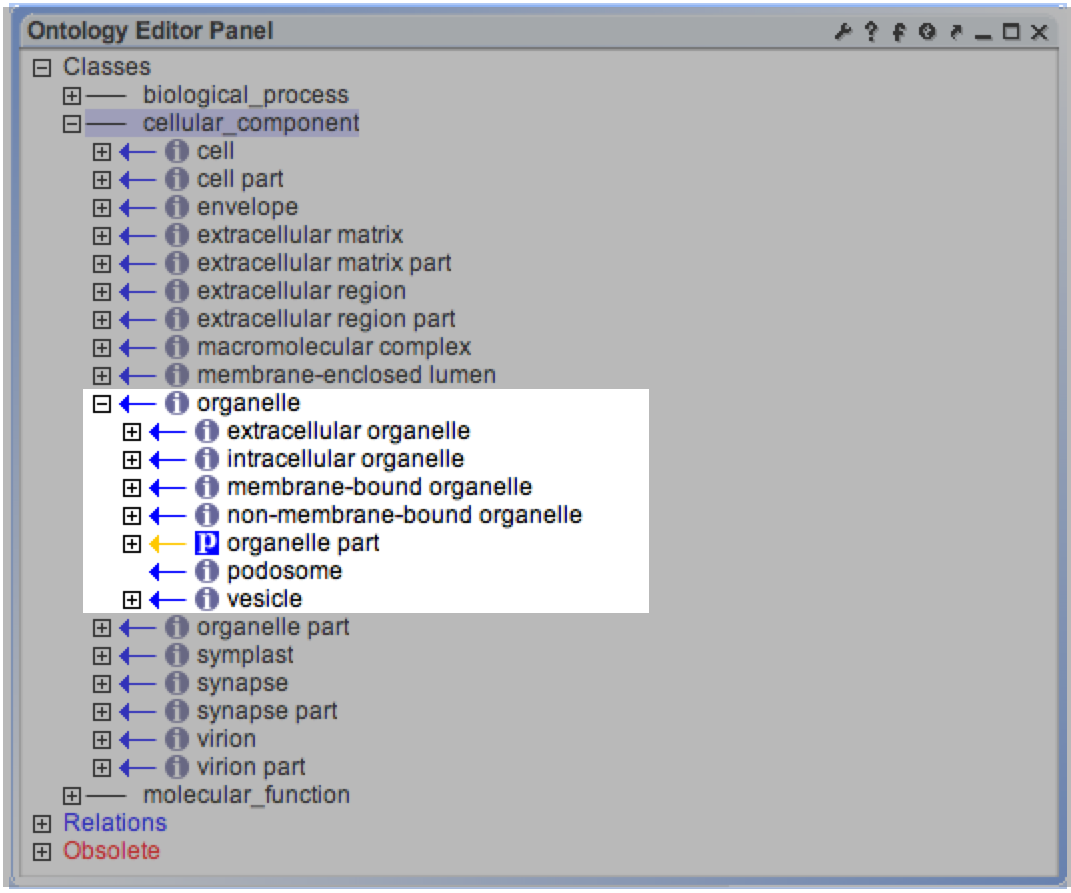 Ontology Editor Panel
Classes
biological_process
cellular_component
i cell
i cell part
i envelope
i extracellular matrix
i extracellular matrix part
i extracellular region
i extracellular region part
i macromolecular complex
i membrane-enclosed lumen
i organelle
i extracellular organelle
i intracellular organelle
i membrane-bound organelle
i non-membrane-bound organelle
P organelle part
i podosome
i vesicle
i organelle part
i symplast
i synapse
i synapse part
i virion
i virion part
molecular_function
Relations
Obsolete